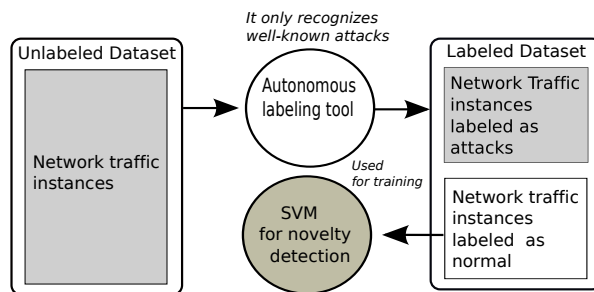 It only recognizes
well-known attacks
Unlabeled Dataset
Network traffic
instances
Autonomous
labeling tool
Labeled Dataset
Network Traffic
instances
labeled as
attacks
Used
for training
SVM
for novelty
detection
Network traffic
instances
labeled as
normal